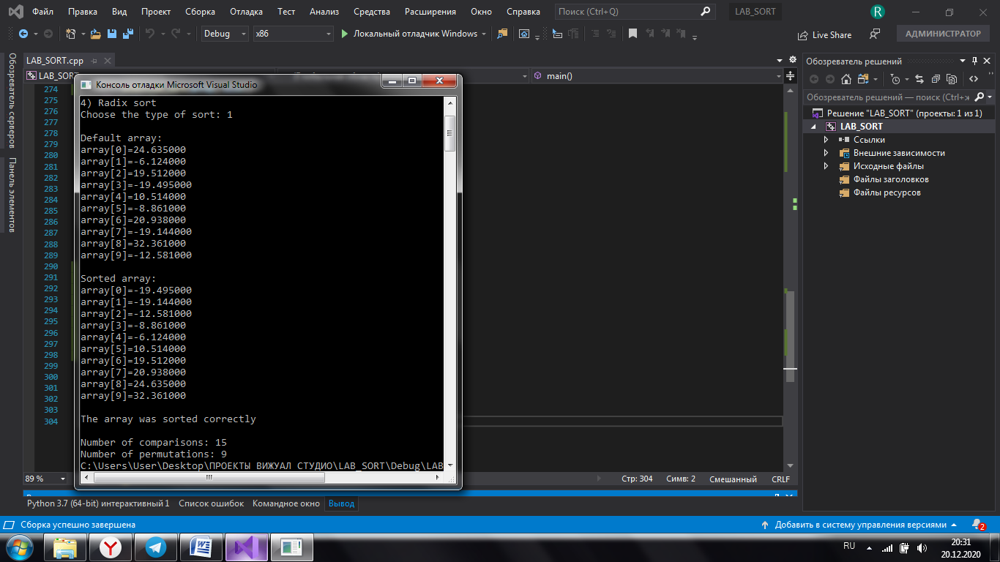 Файл Правка Вид Проект Сборка Отладка Тест Анализ Средства Расширения Окно Справка Поиск (Ctrl+Q) LAB_SORT R
Debug x86 Локальный отладчик Windows Live Share АДМИНИСТРАТОР
Обозреватель серверов
Панель элементов
LAB_SORT.cpp
LAB_SORT main()
274
275
276
277
278
279
280
281
282
283
284
285
286
287
288
289
290
291
292
293
294
295
296
297
298
299
300
301
302
303
304
Консоль отладки Microsoft Visual Studio
4) Radix sort
Choose the type of sort: 1
Default array:
array[0]=24.635000
array[1]=-6.124000
array[2]=19.512000
array[3]=-19.495000
array[4]=10.514000
array[5]=-8.861000
array[6]=20.938000
array[7]=-19.144000
array[8]=32.361000
array[9]=-12.581000
Sorted array:
array[0]=-19.495000
array[1]=-19.144000
array[2]=-12.581000
array[3]=-8.861000
array[4]=-6.124000
array[5]=10.514000
array[6]=19.512000
array[7]=20.938000
array[8]=24.635000
array[9]=32.361000
The array was sorted correctly
Number of comparisons: 15
Number of permutations: 9
C:\Users\User\Desktop\ПРОЕКТЫ ВИЖУАЛ СТУДИО\LAB_SORT\Debug\LAB
Обозреватель решений
Обозреватель решений — поиск (Ctrl+ж
Решение "LAB_SORT" (проекты: 1 из 1)
LAB_SORT
Ссылки
Внешние зависимости
Исходные файлы
Файлы заголовков
Файлы ресурсов
89 % Стр: 304 Симв: 2 Смешанный CRLF
Python 3.7 (64-bit) интерактивный 1 Список ошибок Командное окно Вывод
Сборка успешно завершена Добавить в систему управления версиями 2
RU 20:31
20.12.2020